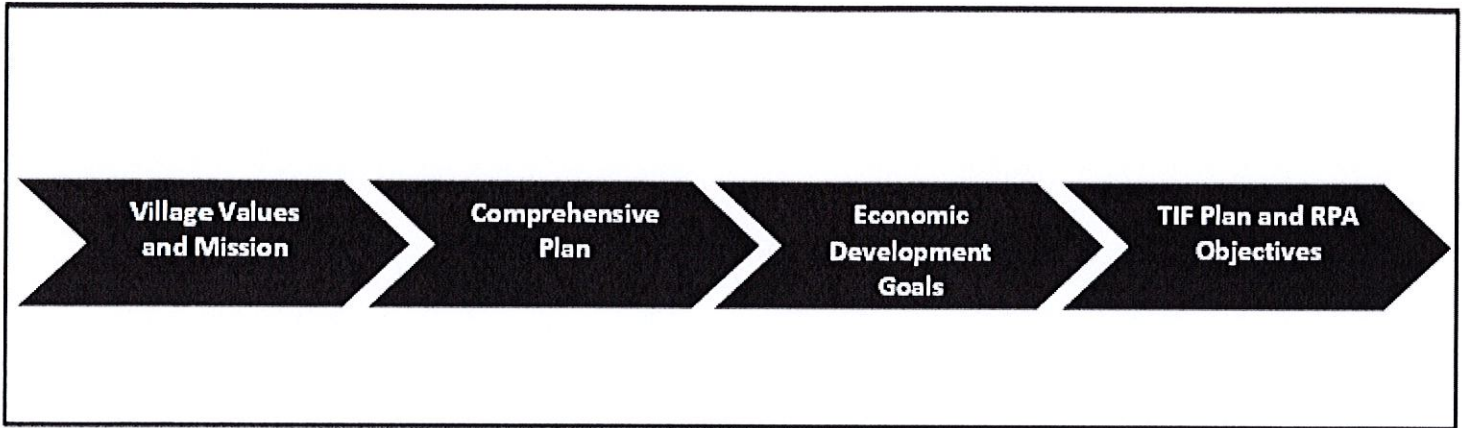 Village Values
and Mission
Comprehensive
Plan
Economic
Development
Goals
TIF Plan and RPA
Objectives